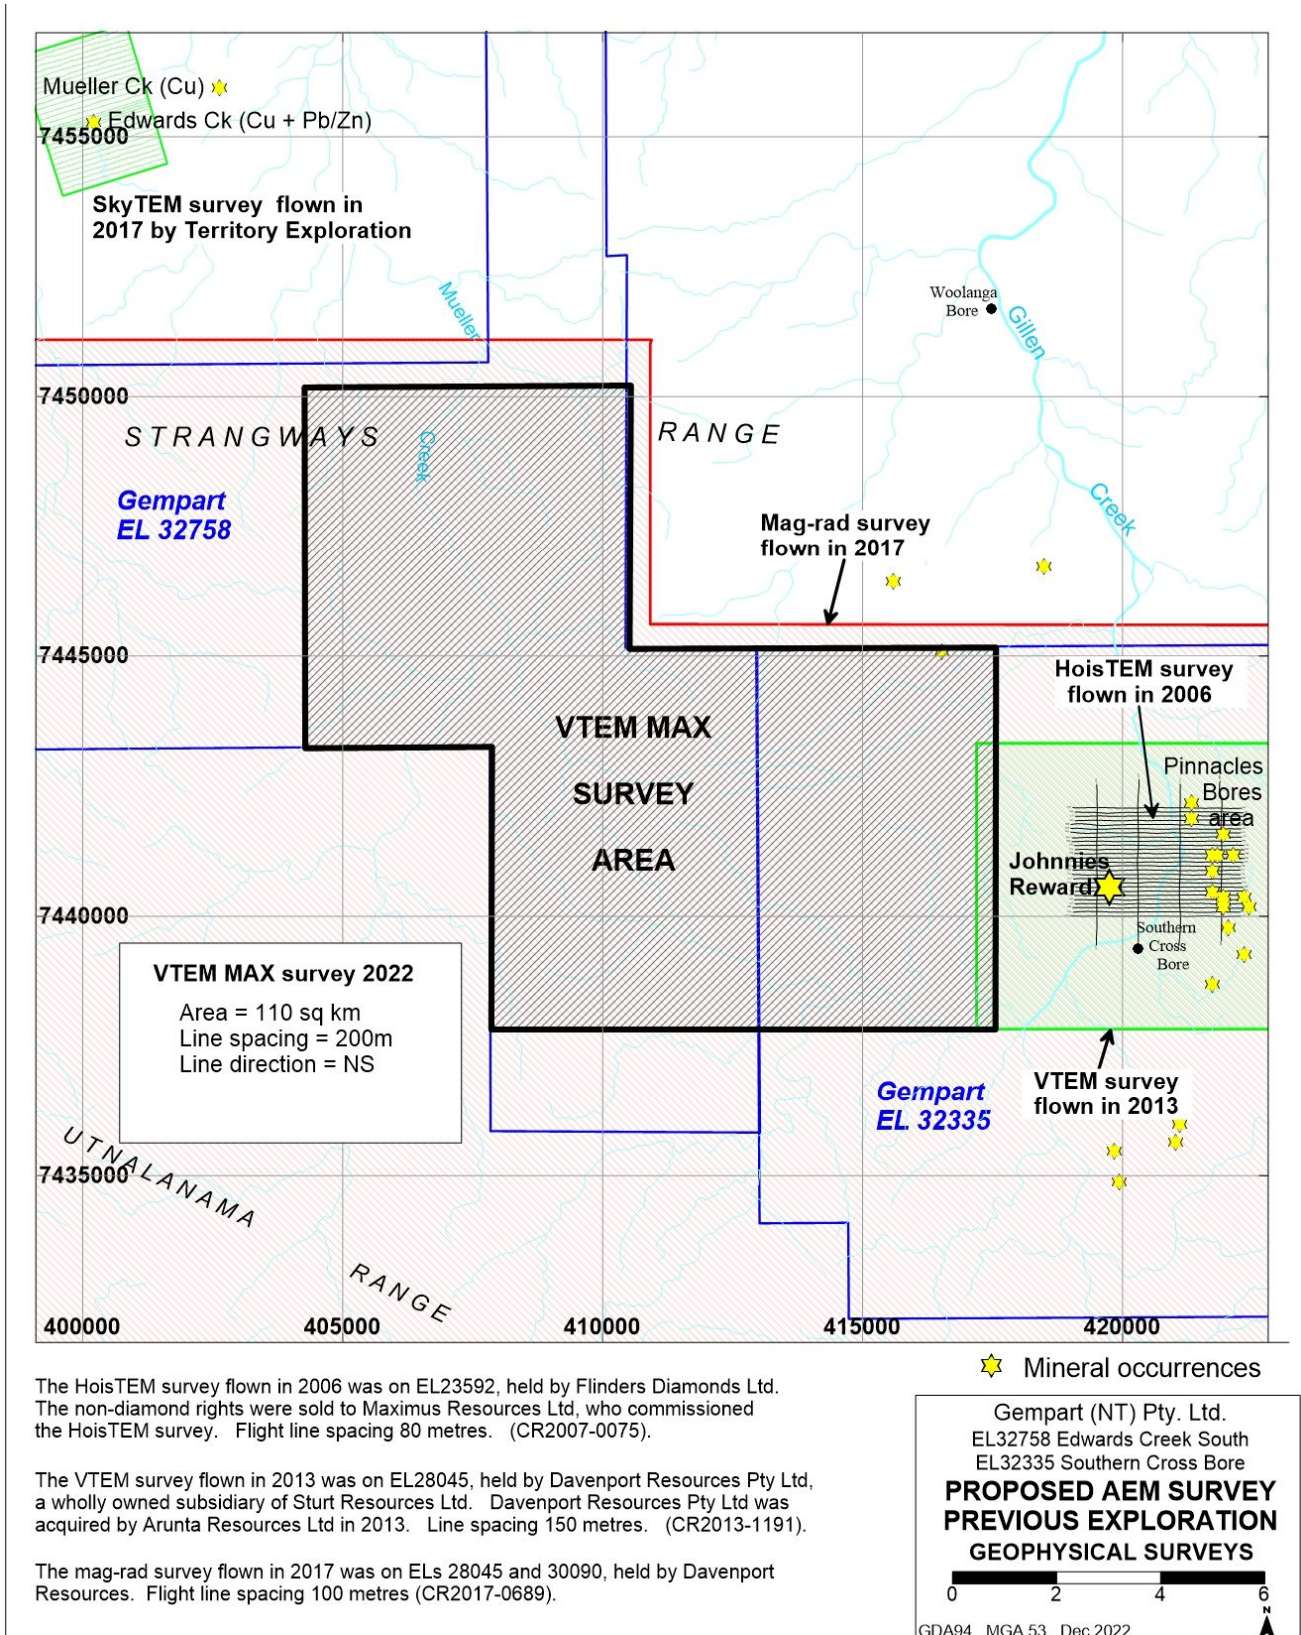 Mueller Ck (Cu)
Edwards Ck (Cu + Pb/Zn)
7455000
SkyTEM survey flown in
2017 by Territory Exploration
Mueller
Woolanga
Bore
Gillen
7450000
STRANGWAYS
RANGE
Creek
Gempart
EL 32758
Creek
Mag-rad survey
flown in 2017
7445000
HoisTEM survey
flown in 2006
VTEM MAX
SURVEY
AREA
Pinnacles
Bores
area
Johnnies
Reward
7440000
Southern
Cross
Bore
VTEM MAX survey 2022
Area = 110 sq km
Line spacing = 200m
Line direction = NS
Gempart
EL 32335
VTEM survey
flown in 2013
7435000
UTNALANAMA
RANGE
400000
405000
410000
415000
420000
Mineral occurrences
The HoisTEM survey flown in 2006 was on EL23592, held by Flinders Diamonds Ltd.
The non-diamond rights were sold to Maximus Resources Ltd, who commissioned
the HoisTEM survey. Flight line spacing 80 metres. (CR2007-0075).
The VTEM survey flown in 2013 was on EL28045, held by Davenport Resources Pty Ltd,
a wholly owned subsidiary of Sturt Resources Ltd. Davenport Resources Pty Ltd was
acquired by Arunta Resources Ltd in 2013. Line spacing 150 metres. (CR2013-1191).
The mag-rad survey flown in 2017 was on ELs 28045 and 30090, held by Davenport
Resources. Flight line spacing 100 metres (CR2017-0689).
Gempart (NT) Pty. Ltd.
EL32758 Edwards Creek South
EL32335 Southern Cross Bore
PROPOSED AEM SURVEY
PREVIOUS EXPLORATION
GEOPHYSICAL SURVEYS
0 2 4 6
N
GDA94 MGA 53 Dec 2022